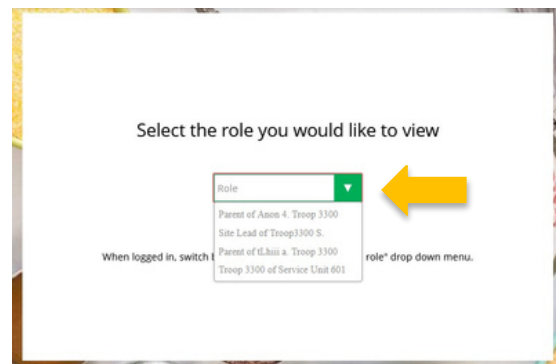 Select the role you would like to view
Role
Parent of Anon 4. Troop 3300
Site Lead of Troop3300 S.
Parent of a. Troop 3300
Troop 3300 of Service Unit 601
When logged in, switch role" drop down menu.